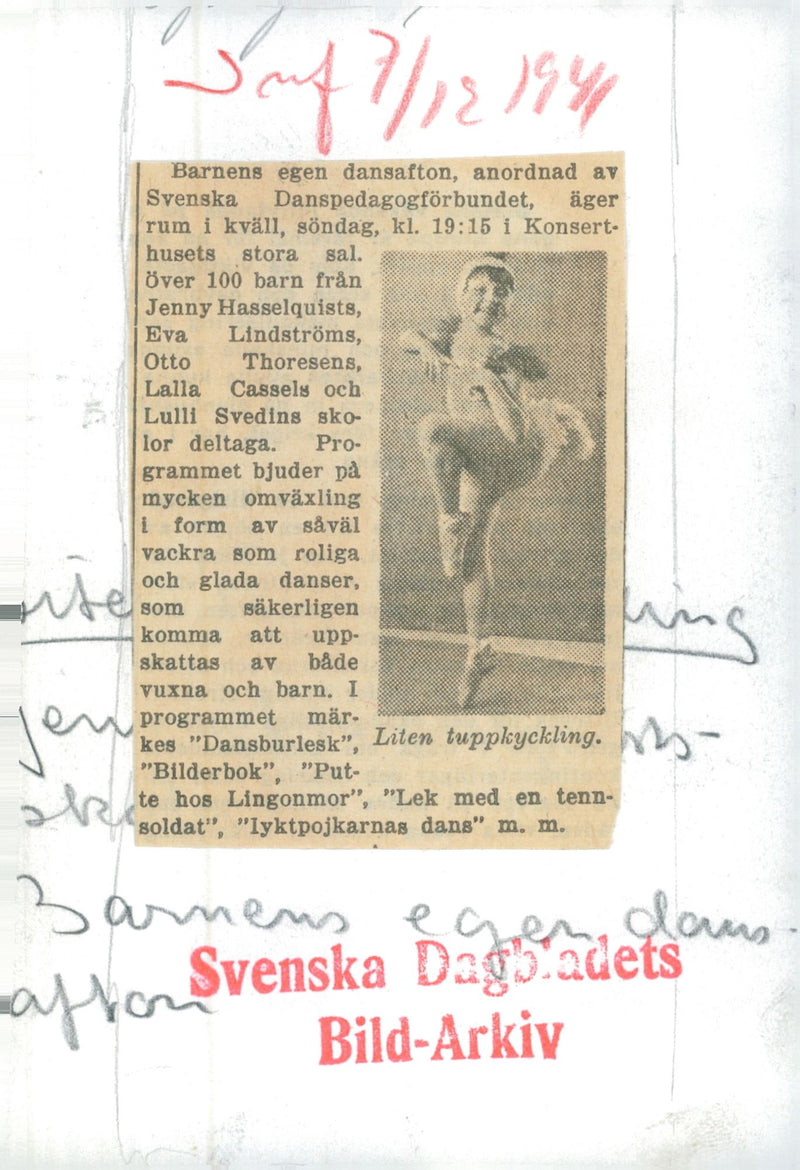 7/12 1941
Barnens egen dansafton, anordnad av
Svenska Danspedagogförbundet, äger
rum i kväll, söndag, kl. 19:15 i Konsert-
husets stora sal.
Över 100 barn från
Jenny Hasselquists,
Eva Lindströms,
Otto Thoresens,
Lalla Cassels och
Lulli Svedins sko-
lor deltaga. Pro-
grammet bjuder på
mycken omväxling
i form av såväl
vackra som roliga
och glada danser,
som säkerligen
komma att upp-
skattas av både
vuxna och barn. I
programmet mär-
kes "Dansburlesk",
"Bilderbok", "Put-
te hos Lingonmor", "Lek med en tenn-
soldat", "lyktpojkarnas dans" m. m.
Liten tuppkyckling.
Barnens egen dans-
afton
Svenska Dagbladets
Bild-Arkiv